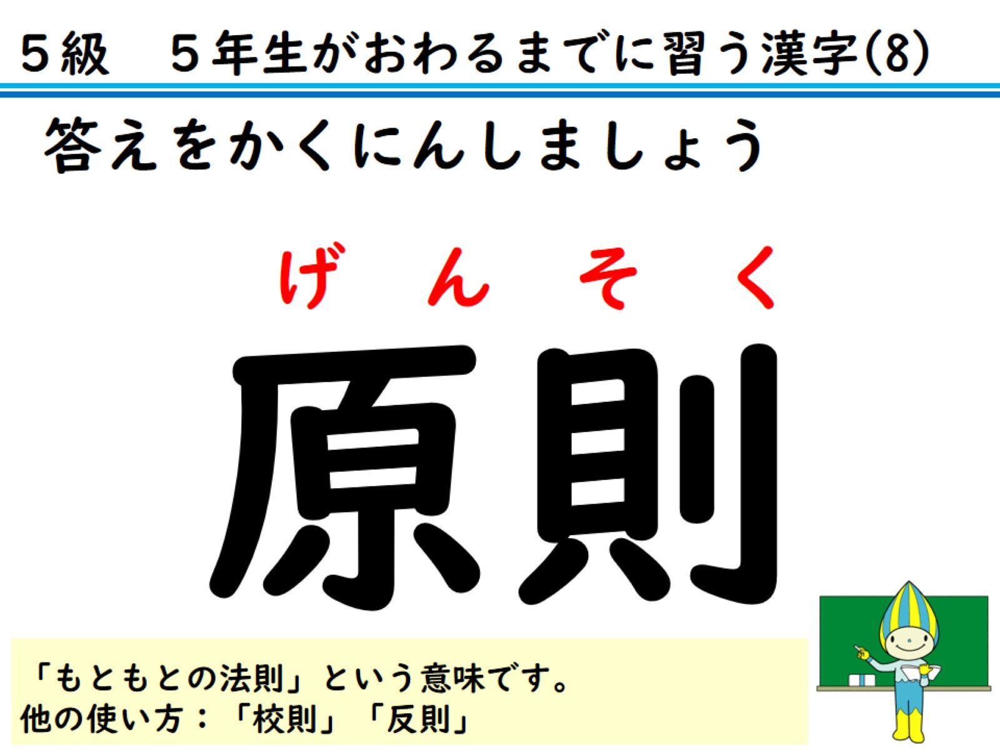 ５級　５年生がおわるまでに習う漢字(8)
答えをかくにんしましょう
げんそく
原則
「もともとの法則」という意味です。
他の使い方：「校則」「反則」